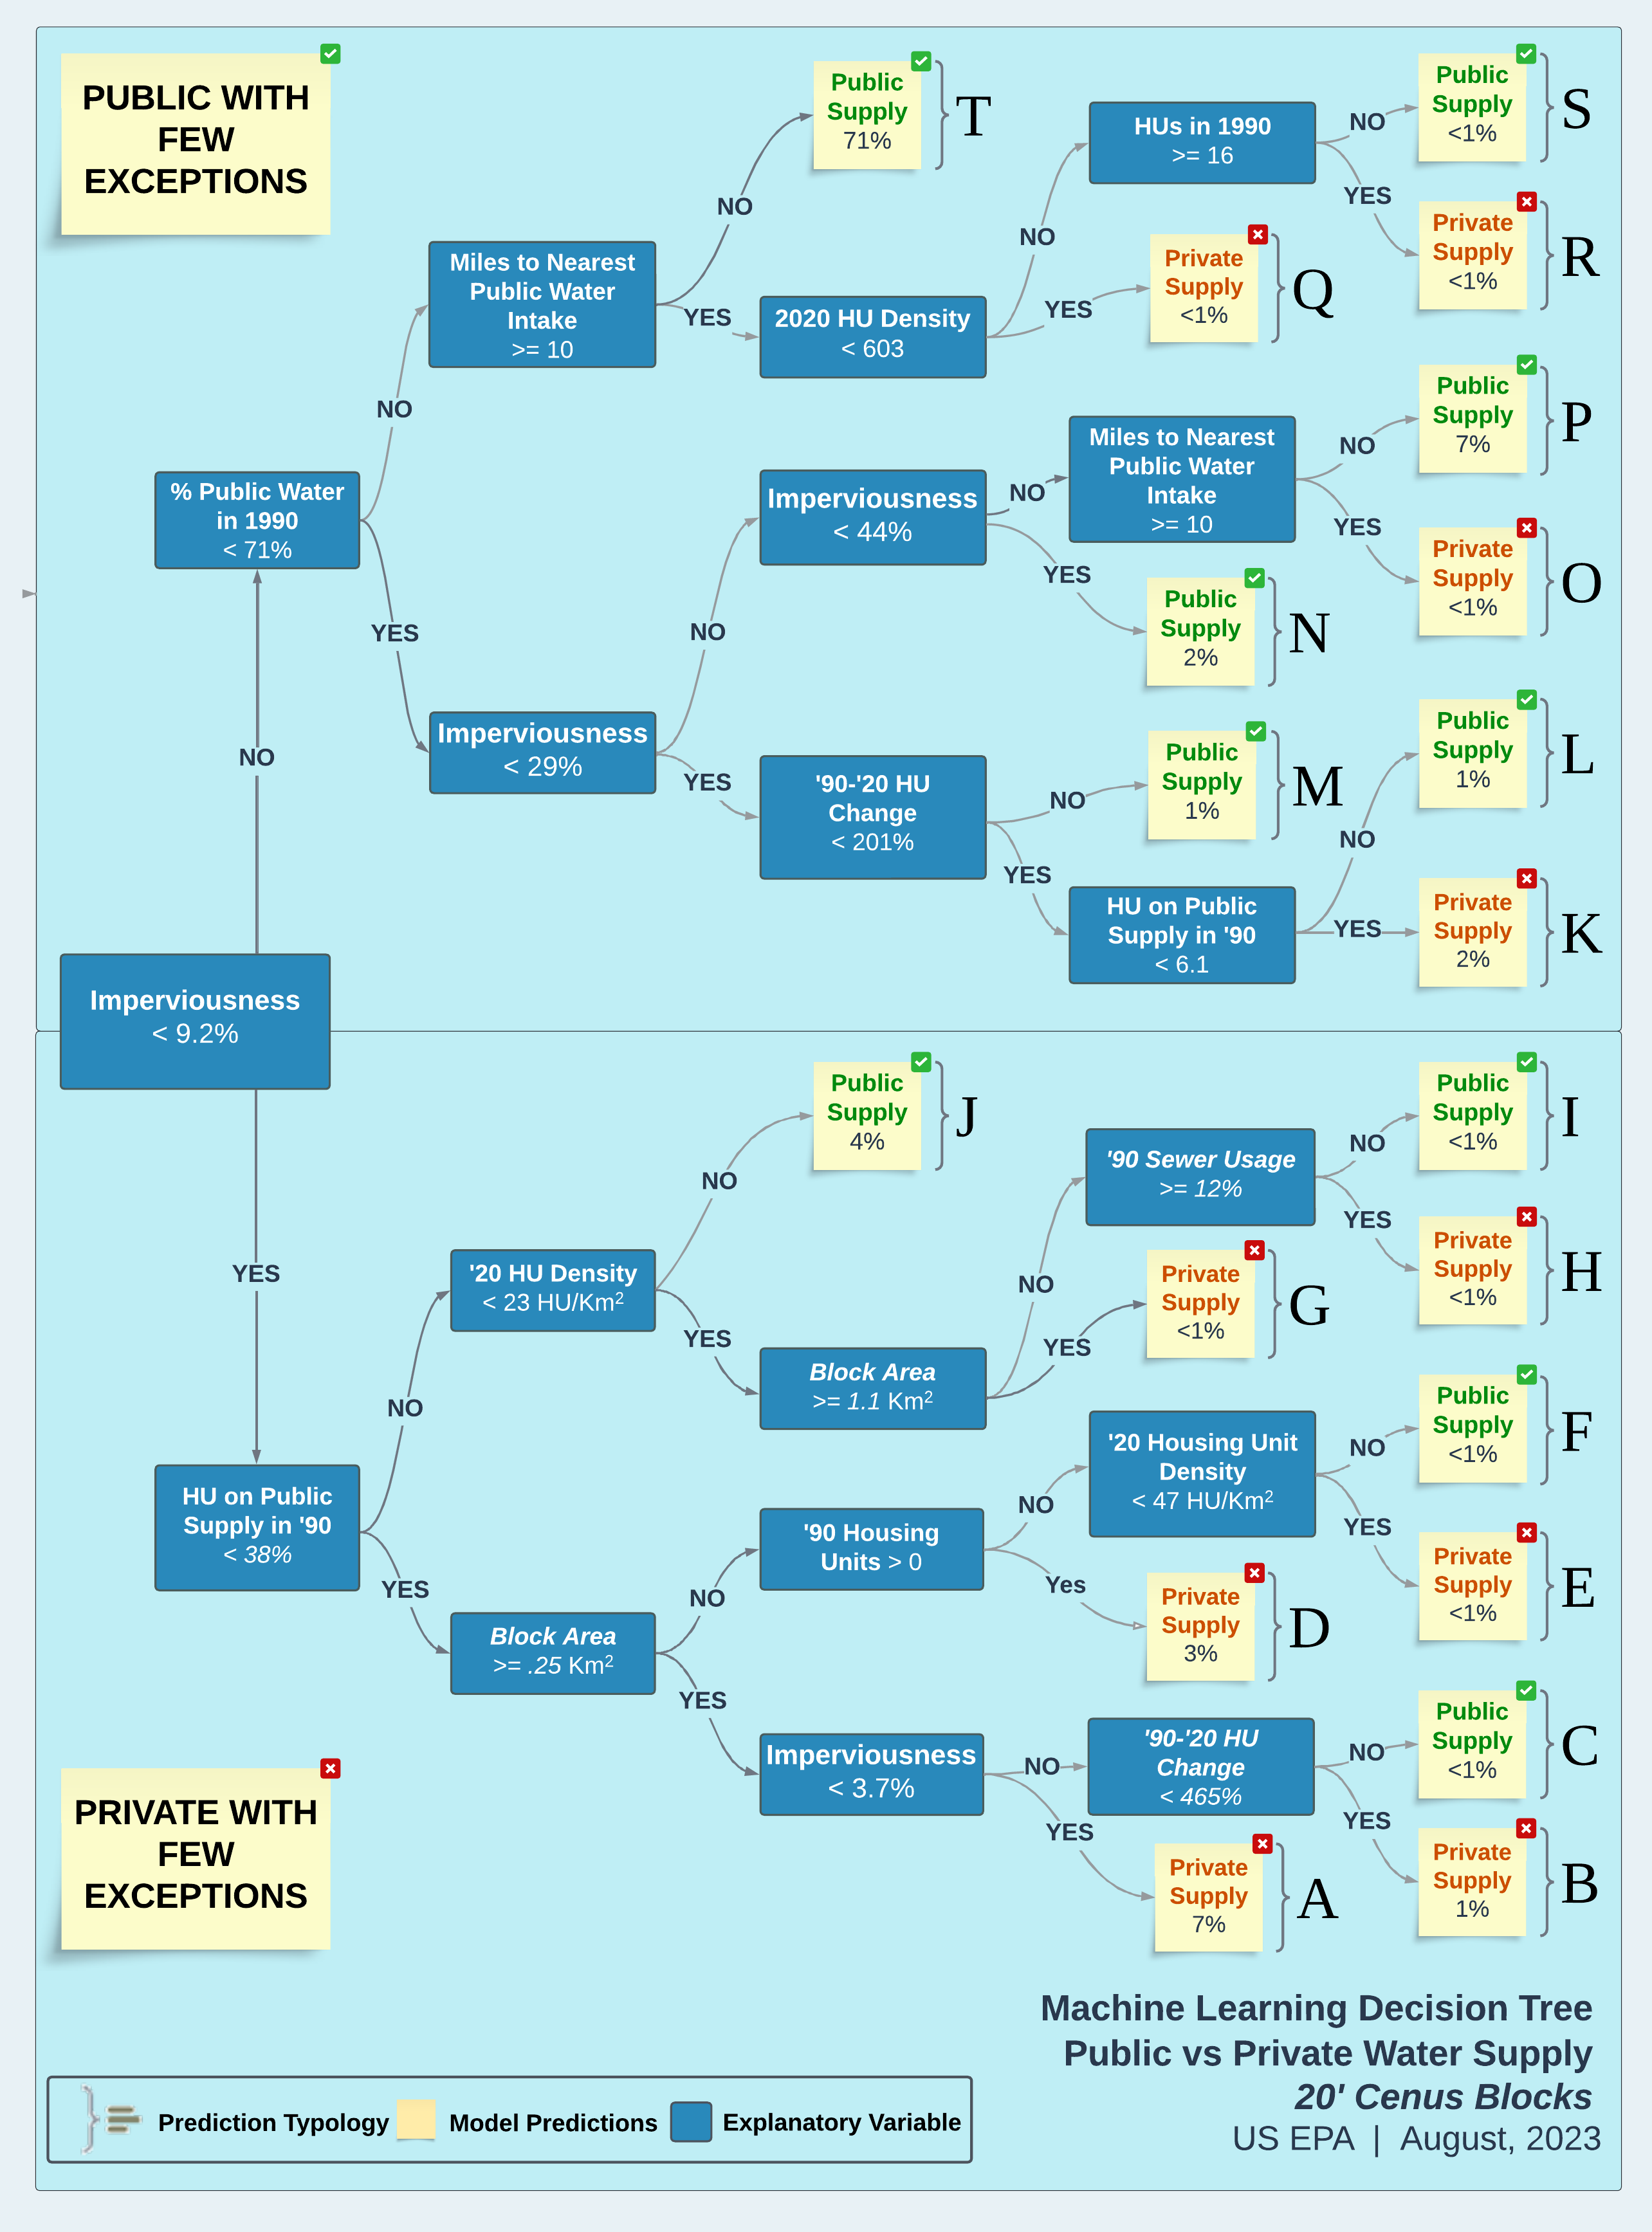 PUBLIC WITH
FEW
EXCEPTIONS
Public
Supply
71%
T
HUs in 1990
>= 16
NO
Public
Supply
<1%
S
YES
Private
Supply
<1%
R
NO
Miles to Nearest
Public Water
Intake
>= 10
YES
2020 HU Density
< 603
NO
YES
Private
Supply
<1%
Q
NO
% Public Water
in 1990
< 71%
YES
Imperviousness
< 44%
NO
Miles to Nearest
Public Water
Intake
>= 10
NO
Public
Supply
7%
P
YES
Private
Supply
<1%
O
YES
Public
Supply
2%
N
NO
Imperviousness
< 29%
YES
'90-'20 HU
Change
< 201%
NO
Public
Supply
1%
M
YES
HU on Public
Supply in '90
< 6.1
NO
Public
Supply
1%
L
YES
Private
Supply
2%
K
NO
Imperviousness
< 9.2%
YES
Public
Supply
4%
J
NO
'20 HU Density
< 23 HU/Km²
YES
Block Area
>= 1.1 Km²
NO
'90 Sewer Usage
>= 12%
NO
Public
Supply
<1%
I
YES
Private
Supply
<1%
H
YES
Private
Supply
<1%
G
NO
HU on Public
Supply in '90
< 38%
YES
Block Area
>= .25 Km²
NO
'90 Housing
Units > 0
NO
'20 Housing Unit
Density
< 47 HU/Km²
NO
Public
Supply
<1%
F
YES
Private
Supply
<1%
E
Yes
Private
Supply
3%
D
YES
Imperviousness
< 3.7%
NO
'90-'20 HU
Change
< 465%
NO
Public
Supply
<1%
C
YES
Private
Supply
1%
B
YES
Private
Supply
7%
A
PRIVATE WITH
FEW
EXCEPTIONS
Machine Learning Decision Tree
Public vs Private Water Supply
20' Cenus Blocks
US EPA | August, 2023
Prediction Typology
Model Predictions
Explanatory Variable